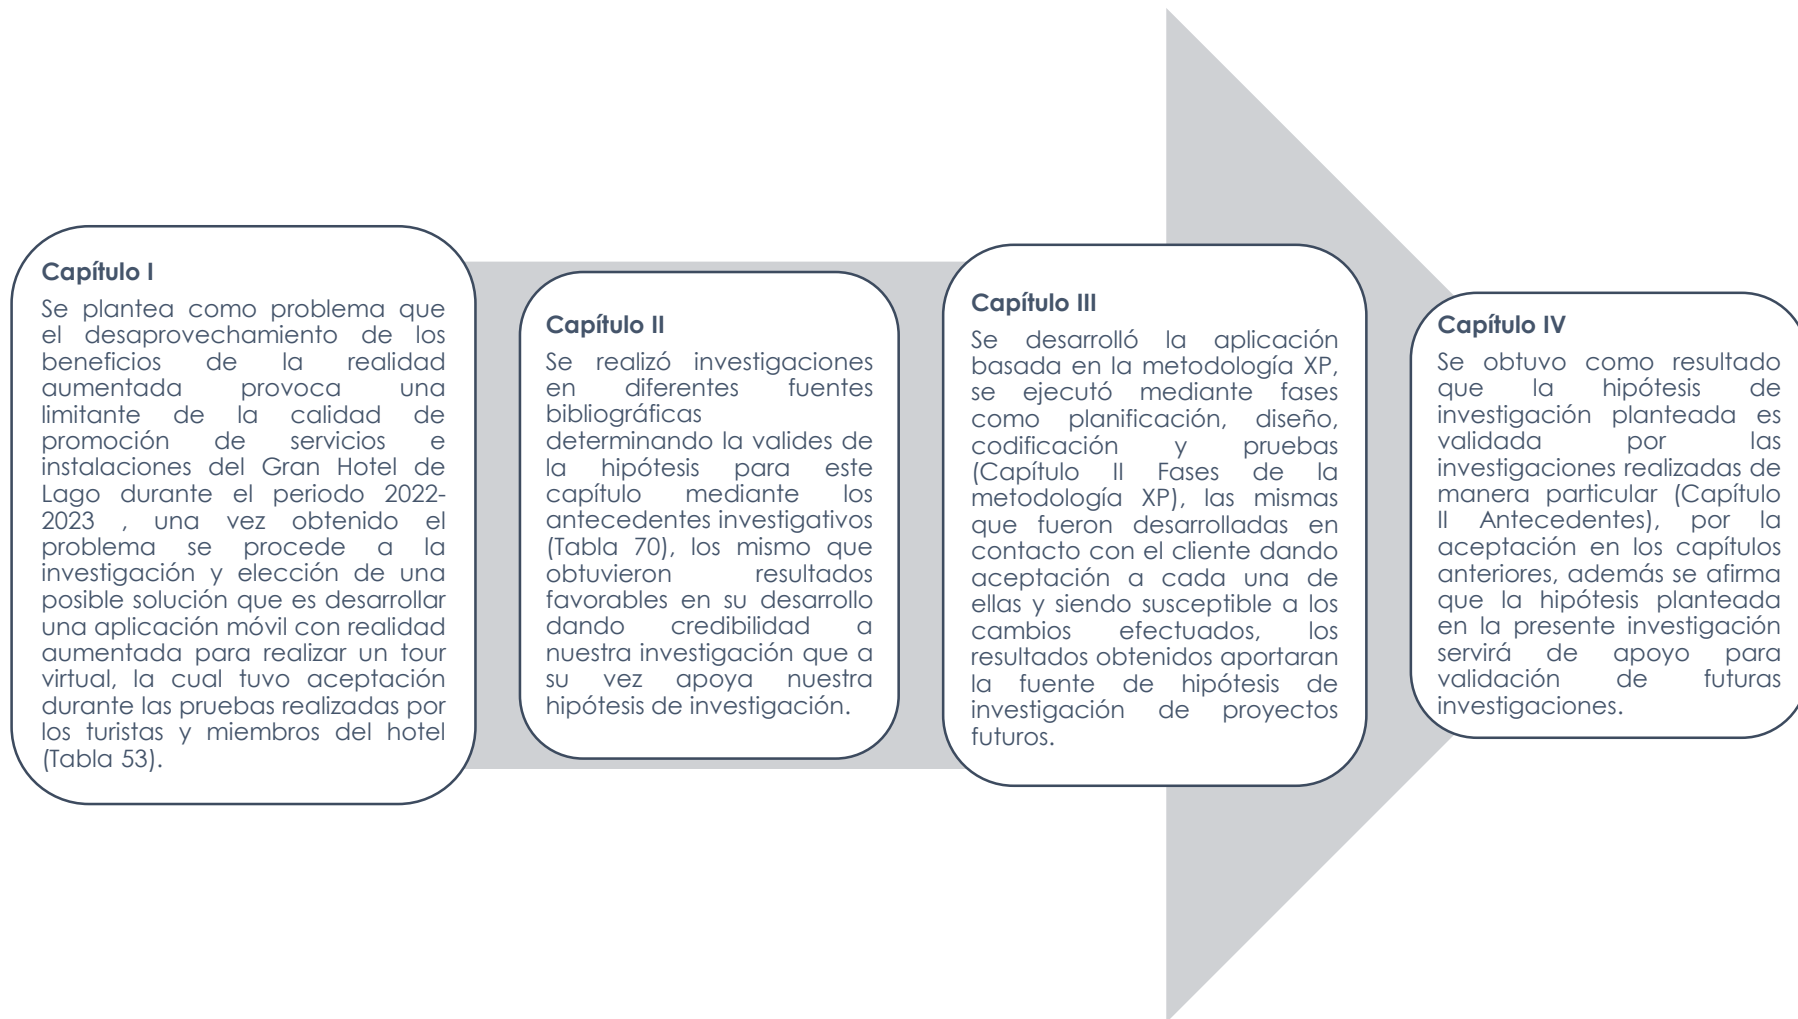 Capítulo I
Se plantea como problema que
el desaprovechamiento de los
beneficios de la realidad
aumentada provoca una
limitante de la calidad de
promoción de servicios e
instalaciones del Gran Hotel de
Lago durante el periodo 2022-
2023 , una vez obtenido el
problema se procede a la
investigación y elección de una
posible solución que es desarrollar
una aplicación móvil con realidad
aumentada para realizar un tour
virtual, la cual tuvo aceptación
durante las pruebas realizadas por
los turistas y miembros del hotel
(Tabla 53).
Capítulo II
Se realizó investigaciones
en diferentes fuentes
bibliográficas
determinando la valides de
la hipótesis para este
capítulo mediante los
antecedentes investigativos
(Tabla 70), los mismo que
obtuvieron resultados
favorables en su desarrollo
dando credibilidad a
nuestra investigación que a
su vez apoya nuestra
hipótesis de investigación.
Capítulo III
Se desarrolló la aplicación
basada en la metodología XP,
se ejecutó mediante fases
como planificación, diseño,
codificación y pruebas
(Capítulo II Fases de la
metodología XP), las mismas
que fueron desarrolladas en
contacto con el cliente dando
aceptación a cada una de
ellas y siendo susceptible a los
cambios efectuados, los
resultados obtenidos aportaran
la fuente de hipótesis de
investigación de proyectos
futuros.
Capítulo IV
Se obtuvo como resultado
que la hipótesis de
investigación planteada es
validada por las
investigaciones realizadas de
manera particular (Capítulo
II Antecedentes), por la
aceptación en los capítulos
anteriores, además se afirma
que la hipótesis planteada
en la presente investigación
servirá de apoyo para
validación de futuras
investigaciones.